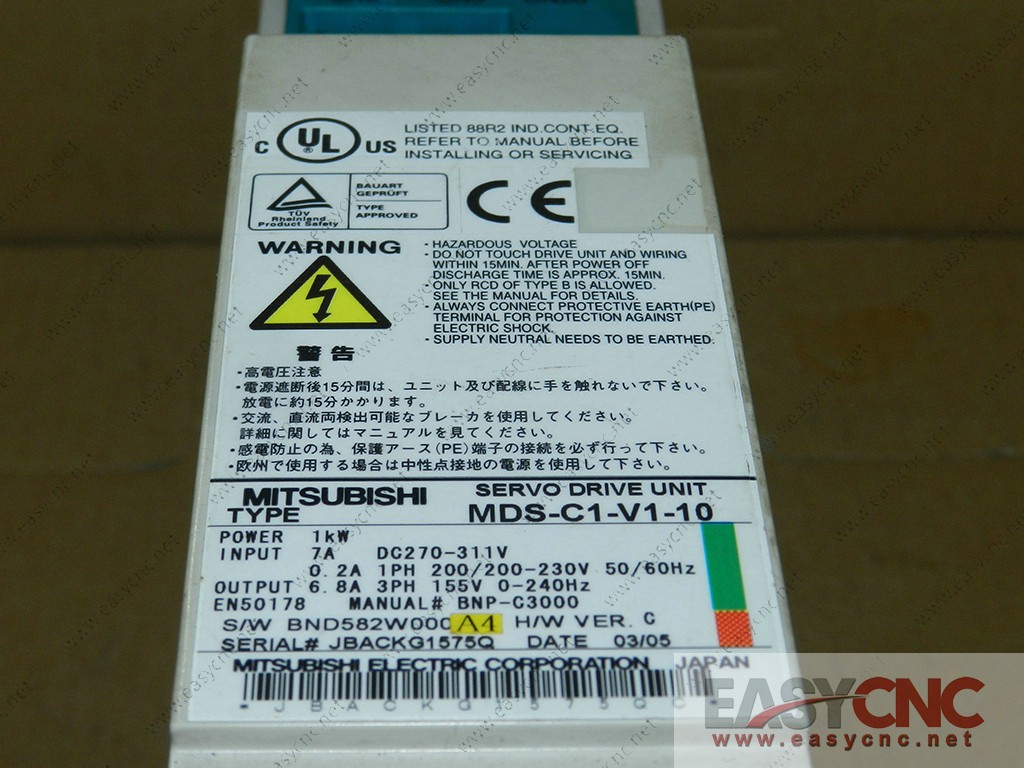 C UL US ®
LISTED 88R2 IND.CONT.EQ.
REFER TO MANUAL BEFORE
INSTALLING OR SERVICING
TÜV
Rheinland
Product Safety
BAUART
GEPRÜFT
TYPE
APPROVED
CE
WARNING
- HAZARDOUS VOLTAGE
- DO NOT TOUCH DRIVE UNIT AND WIRING
WITHIN 15MIN. AFTER POWER OFF
DISCHARGE TIME IS APPROX. 15MIN.
- ONLY RCD OF TYPE B IS ALLOWED.
SEE THE MANUAL FOR DETAILS.
- ALWAYS CONNECT PROTECTIVE EARTH(PE)
TERMINAL FOR PROTECTION AGAINST
ELECTRIC SHOCK.
- SUPPLY NEUTRAL NEEDS TO BE EARTHED.
警告
・高電圧注意
・電源遮断後15分間は、ユニット及び配線に手を触れないで下さい。
放電に約15分かかります。
・交流、直流両検出可能なブレーカを使用してください。
詳細に関してはマニュアルを見てください。
・感電防止の為、保護アース(PE)端子の接続を必ず行って下さい。
・欧州で使用する場合は中性点接地の電源を使用して下さい。
MITSUBISHI SERVO DRIVE UNIT
TYPE MDS-C1-V1-10
POWER 1kW
INPUT 7A DC270-311V
0.2A 1PH 200/200-230V 50/60Hz
OUTPUT 6.8A 3PH 155V 0-240Hz
EN50178 MANUAL# BNP-C3000
S/W BND582W000A4 H/W VER. C
SERIAL# JBACKG1575Q DATE 03/05
MITSUBISHI ELECTRIC CORPORATION JAPAN
- J B A C K G 1 5 7 5 Q C -
EASYCNC
www.easycnc.net